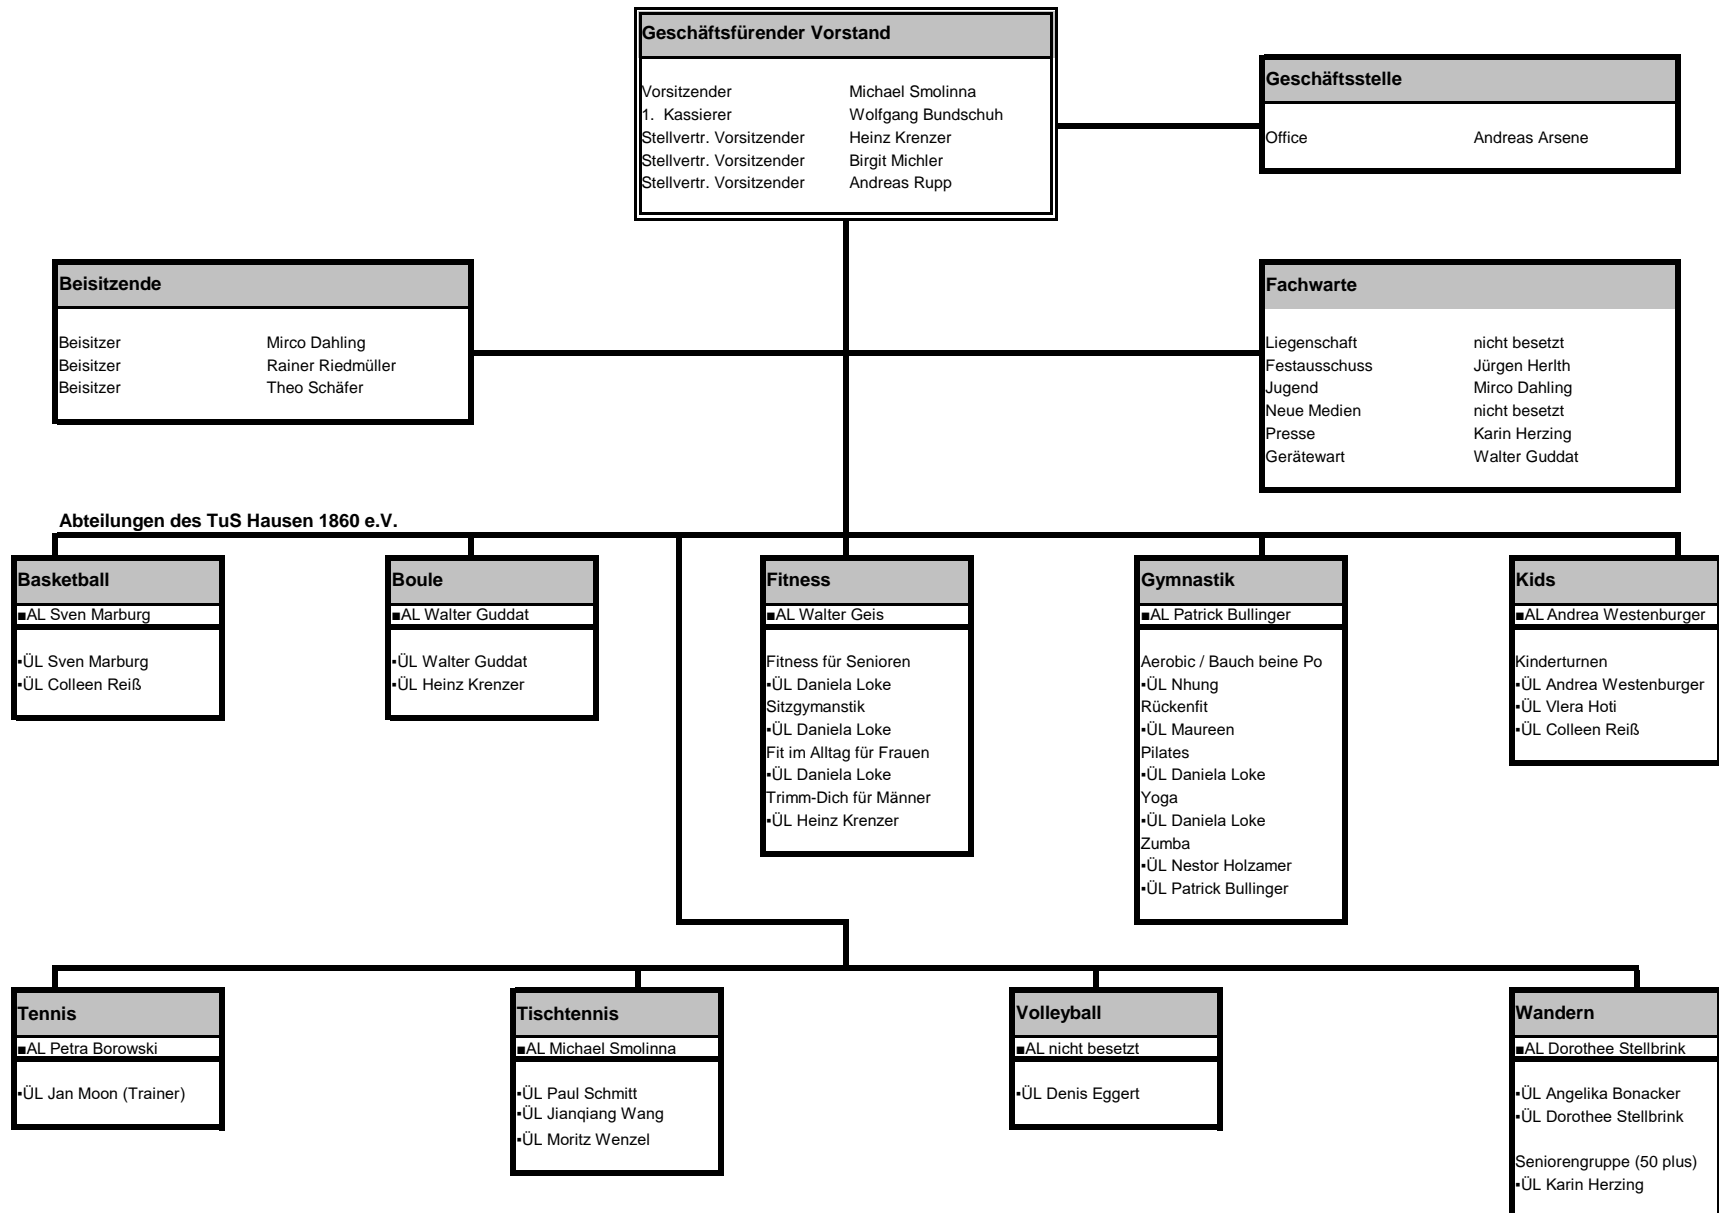 Geschäftsfürender Vorstand
Vorsitzender Michael Smolinna
1. Kassierer Wolfgang Bundschuh
Stellvertr. Vorsitzender Heinz Krenzer
Stellvertr. Vorsitzender Birgit Michler
Stellvertr. Vorsitzender Andreas Rupp
Geschäftsstelle
Office Andreas Arsene
Beisitzende
Beisitzer Mirco Dahling
Beisitzer Rainer Riedmüller
Beisitzer Theo Schäfer
Fachwarte
Liegenschaft nicht besetzt
Festausschuss Jürgen Herlth
Jugend Mirco Dahling
Neue Medien nicht besetzt
Presse Karin Herzing
Gerätewart Walter Guddat
Abteilungen des TuS Hausen 1860 e.V.
Basketball
■AL Sven Marburg
▪ÜL Sven Marburg
▪ÜL Colleen Reiß
Boule
■AL Walter Guddat
▪ÜL Walter Guddat
▪ÜL Heinz Krenzer
Fitness
■AL Walter Geis
Fitness für Senioren
▪ÜL Daniela Loke
Sitzgymanstik
▪ÜL Daniela Loke
Fit im Alltag für Frauen
▪ÜL Daniela Loke
Trimm-Dich für Männer
▪ÜL Heinz Krenzer
Gymnastik
■AL Patrick Bullinger
Aerobic / Bauch beine Po
▪ÜL Nhung
Rückenfit
▪ÜL Maureen
Pilates
▪ÜL Daniela Loke
Yoga
▪ÜL Daniela Loke
Zumba
▪ÜL Nestor Holzamer
▪ÜL Patrick Bullinger
Kids
■AL Andrea Westenburger
Kinderturnen
▪ÜL Andrea Westenburger
▪ÜL Vlera Hoti
▪ÜL Colleen Reiß
Tennis
■AL Petra Borowski
▪ÜL Jan Moon (Trainer)
Tischtennis
■AL Michael Smolinna
▪ÜL Paul Schmitt
▪ÜL Jianqiang Wang
▪ÜL Moritz Wenzel
Volleyball
■AL nicht besetzt
▪ÜL Denis Eggert
Wandern
■AL Dorothee Stellbrink
▪ÜL Angelika Bonacker
▪ÜL Dorothee Stellbrink
Seniorengruppe (50 plus)
▪ÜL Karin Herzing